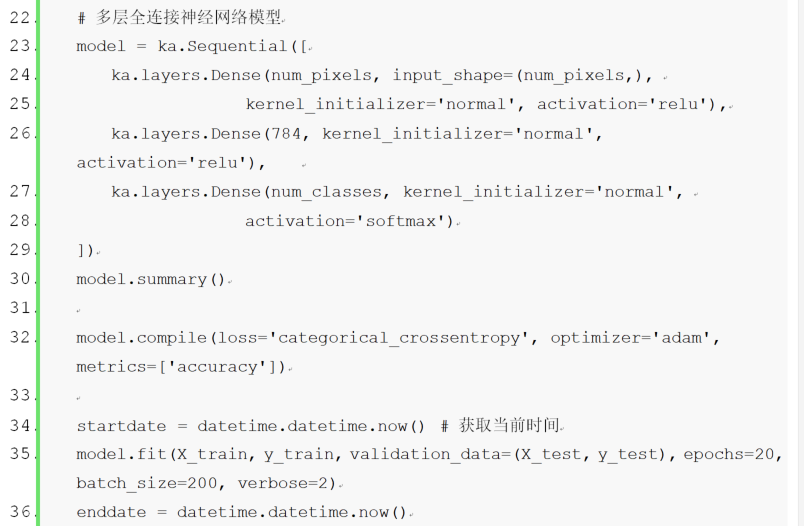 22. # 多层全连接神经网络模型
23. model = ka.Sequential([
24. ka.layers.Dense(num_pixels, input_shape=(num_pixels,),
25. kernel_initializer='normal', activation='relu'),
26. ka.layers.Dense(784, kernel_initializer='normal',
activation='relu'),
27. ka.layers.Dense(num_classes, kernel_initializer='normal',
28. activation='softmax')
29. ])
30. model.summary()
31.
32. model.compile(loss='categorical_crossentropy', optimizer='adam',
metrics=['accuracy'])
33.
34. startdate = datetime.datetime.now() # 获取当前时间
35. model.fit(X_train, y_train, validation_data=(X_test, y_test), epochs=20,
batch_size=200, verbose=2)
36. enddate = datetime.datetime.now()